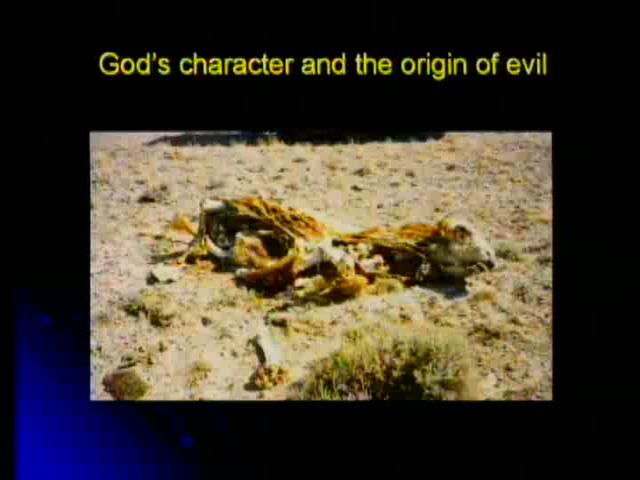 God's character and the origin of evil